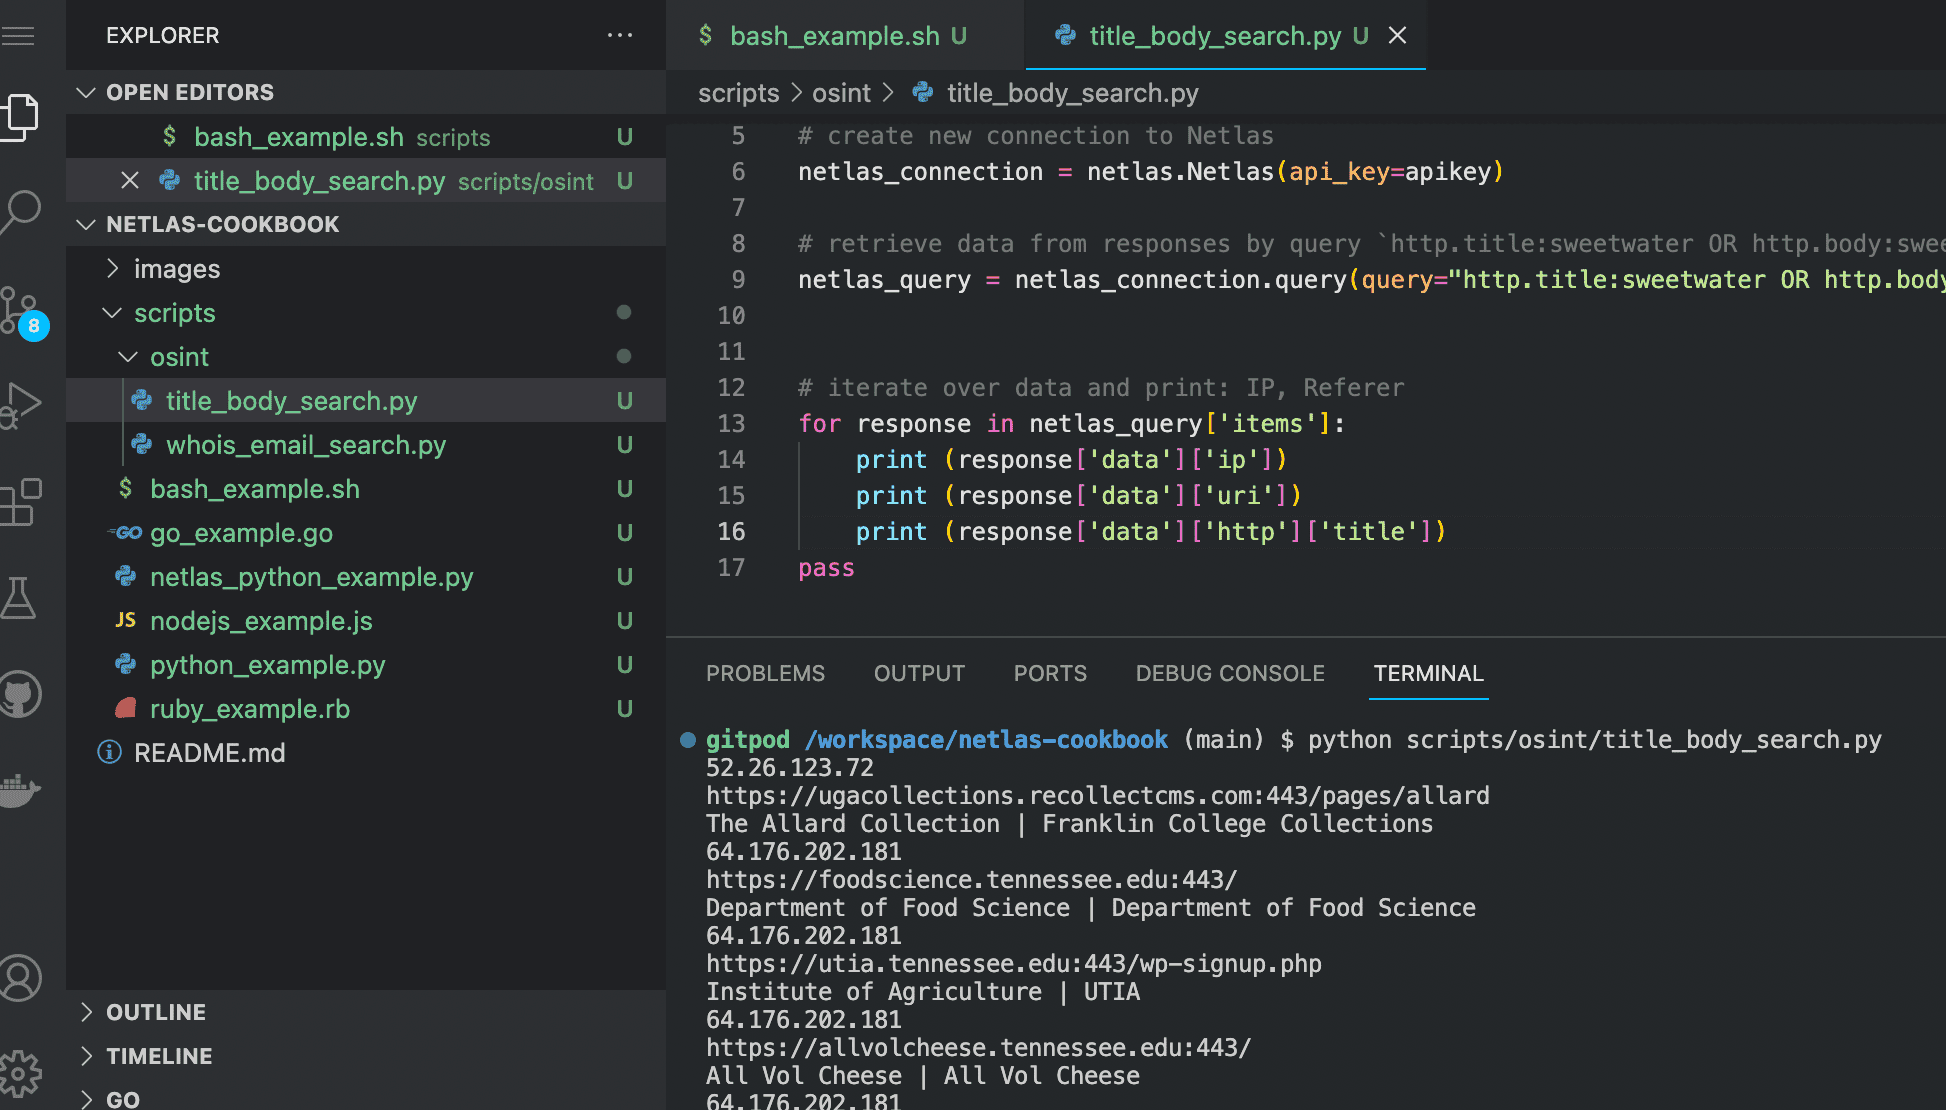 EXPLORER
OPEN EDITORS
$ bash_example.sh scripts U
title_body_search.py scripts/osint U
NETLAS-COOKBOOK
images
scripts
osint
title_body_search.py U
whois_email_search.py U
$ bash_example.sh U
GO go_example.go U
netlas_python_example.py U
JS nodejs_example.js U
python_example.py U
ruby_example.rb U
README.md
OUTLINE
TIMELINE
GO
8
$ bash_example.sh U
title_body_search.py U
scripts > osint > title_body_search.py
5 # create new connection to Netlas
6 netlas_connection = netlas.Netlas(api_key=apikey)
7
8 # retrieve data from responses by query `http.title:sweetwater OR http.body:swee
9 netlas_query = netlas_connection.query(query="http.title:sweetwater OR http.body
10
11
12 # iterate over data and print: IP, Referer
13 for response in netlas_query['items']:
14 print (response['data']['ip'])
15 print (response['data']['uri'])
16 print (response['data']['http']['title'])
17 pass
PROBLEMS OUTPUT PORTS DEBUG CONSOLE TERMINAL
gitpod /workspace/netlas-cookbook (main) $ python scripts/osint/title_body_search.py
52.26.123.72
https://ugacollections.recollectcms.com:443/pages/allard
The Allard Collection | Franklin College Collections
64.176.202.181
https://foodscience.tennessee.edu:443/
Department of Food Science | Department of Food Science
64.176.202.181
https://utia.tennessee.edu:443/wp-signup.php
Institute of Agriculture | UTIA
64.176.202.181
https://allvolcheese.tennessee.edu:443/
All Vol Cheese | All Vol Cheese
64.176.202.181